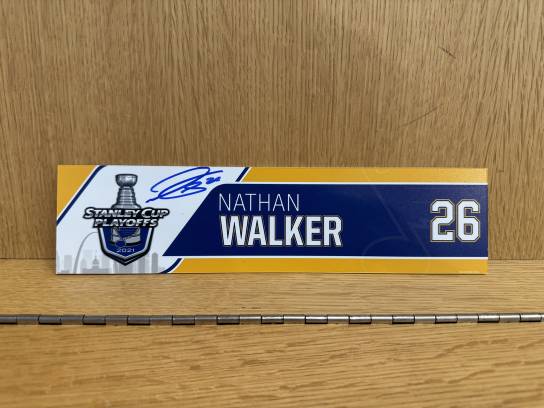 STANLEY CUP
PLAYOFFS
2021
NATHAN
WALKER
26